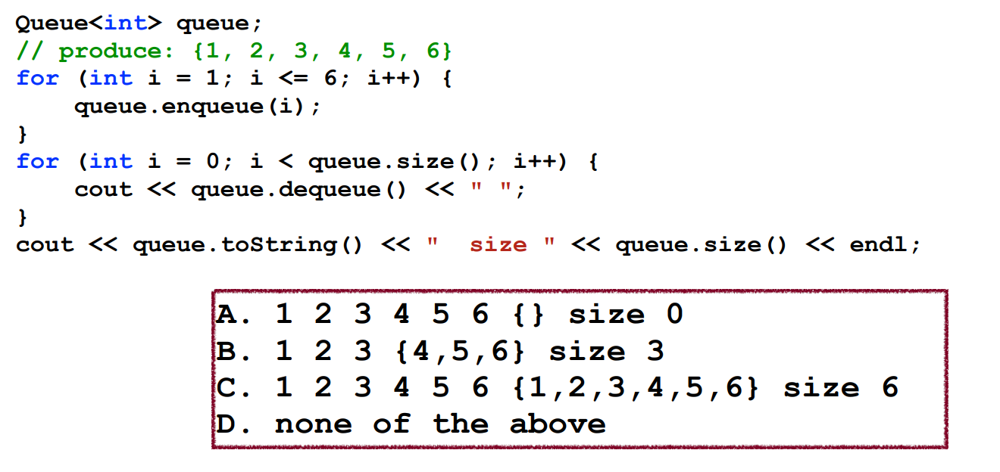 Queue<int> queue;
// produce: {1, 2, 3, 4, 5, 6}
for (int i = 1; i <= 6; i++) {
    queue.enqueue(i);
}
for (int i = 0; i < queue.size(); i++) {
    cout << queue.dequeue() << " ";
}
cout << queue.toString() << "  size " << queue.size() << endl;
A. 1 2 3 4 5 6 {} size 0
B. 1 2 3 {4,5,6} size 3
C. 1 2 3 4 5 6 {1,2,3,4,5,6} size 6
D. none of the above